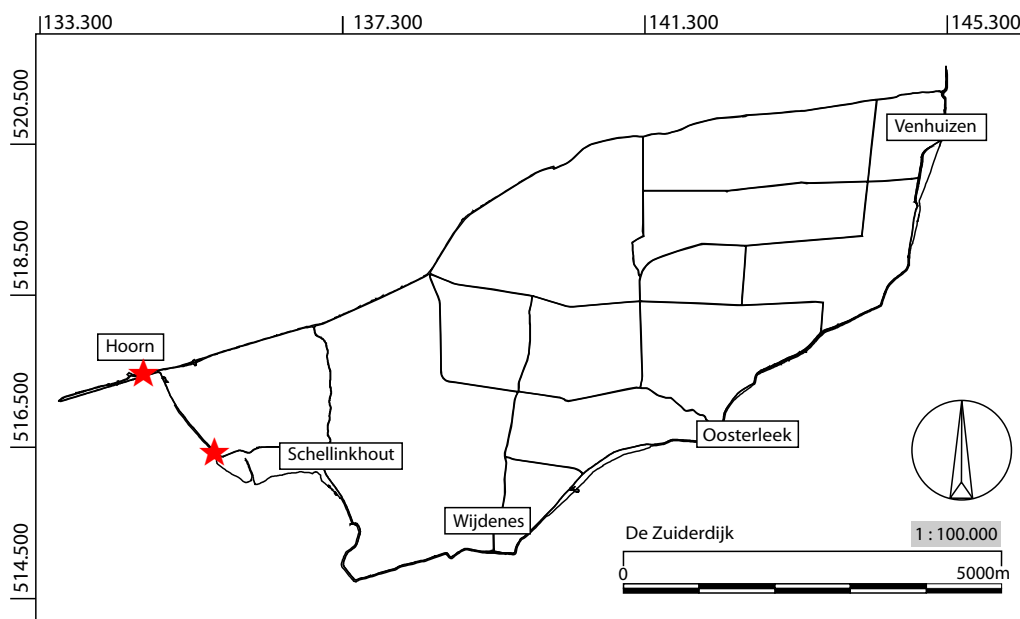 133.300 137.300 141.300 145.300
520.500
518.500
516.500
514.500
Venhuizen
Hoorn
Schellinkhout
Oosterleek
Wijdenes
De Zuiderdijk 1 : 100.000
0 5000m